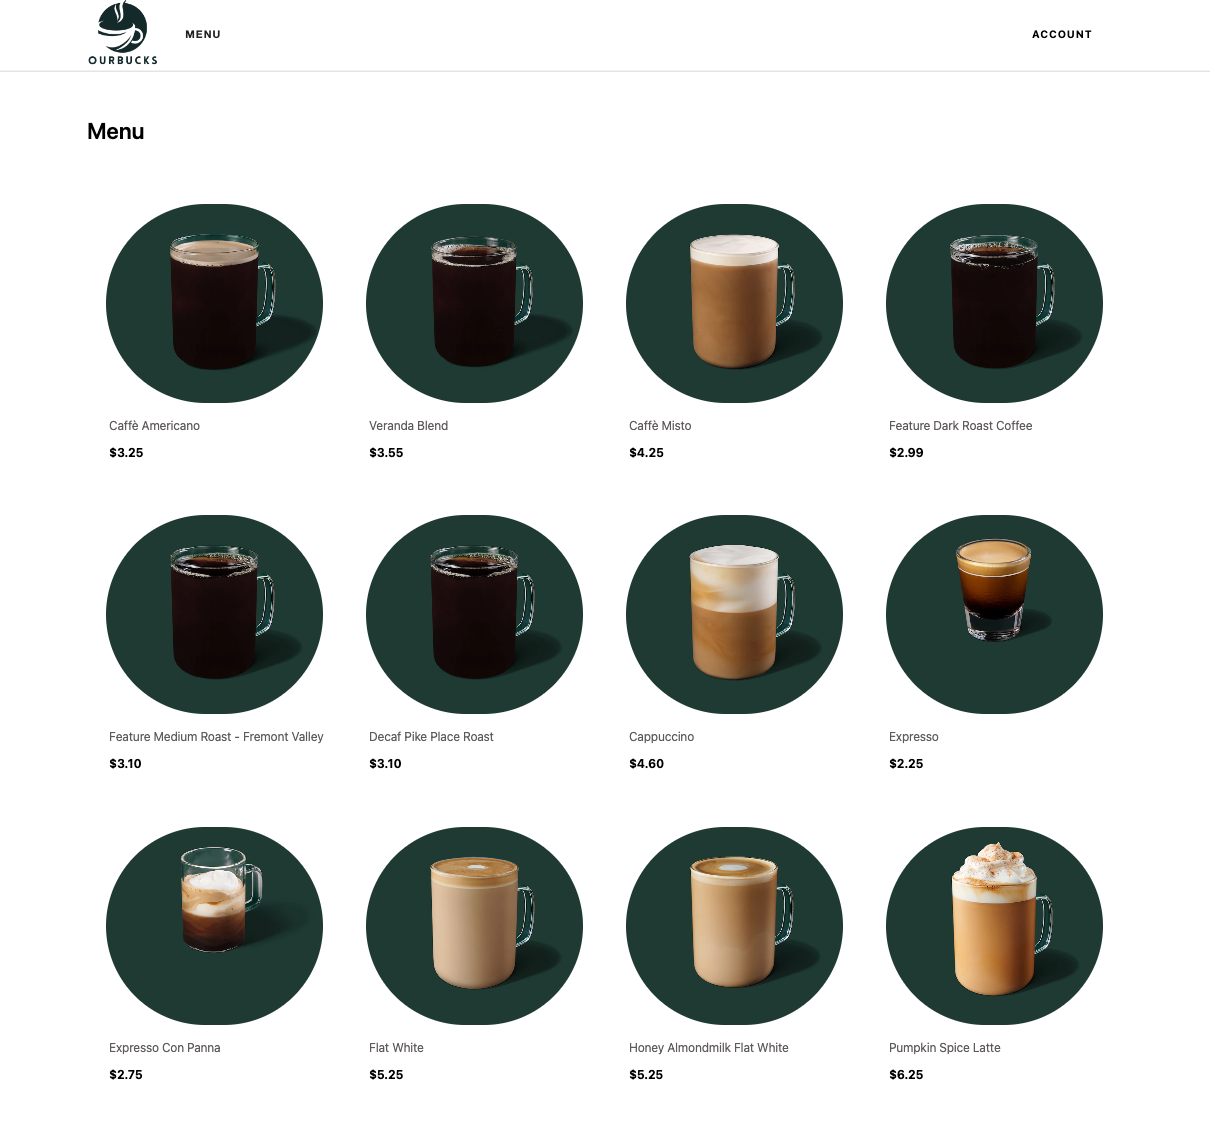 OURBUCKS
MENU
ACCOUNT
Menu
Caffè Americano
$3.25
Veranda Blend
$3.55
Caffè Misto
$4.25
Feature Dark Roast Coffee
$2.99
Feature Medium Roast - Fremont Valley
$3.10
Decaf Pike Place Roast
$3.10
Cappuccino
$4.60
Expresso
$2.25
Expresso Con Panna
$2.75
Flat White
$5.25
Honey Almondmilk Flat White
$5.25
Pumpkin Spice Latte
$6.25